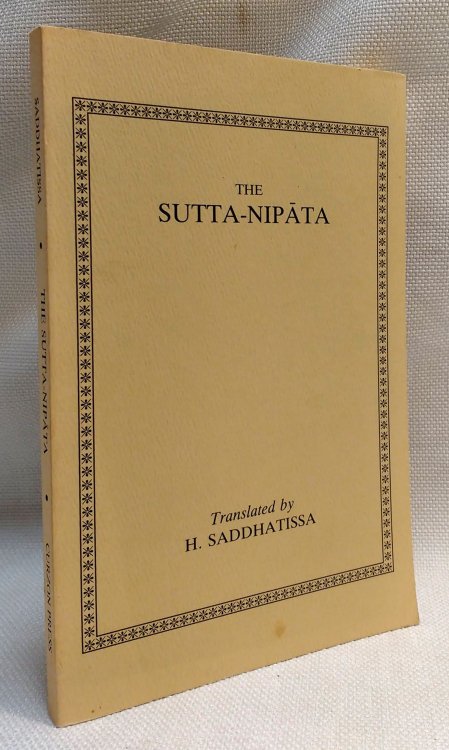 THE
SUTTA-NIPĀTA
Translated by
H. SADDHATISSA
SADDHATISSA • THE SUTTA-NIPĀTA • CURZON PRESS